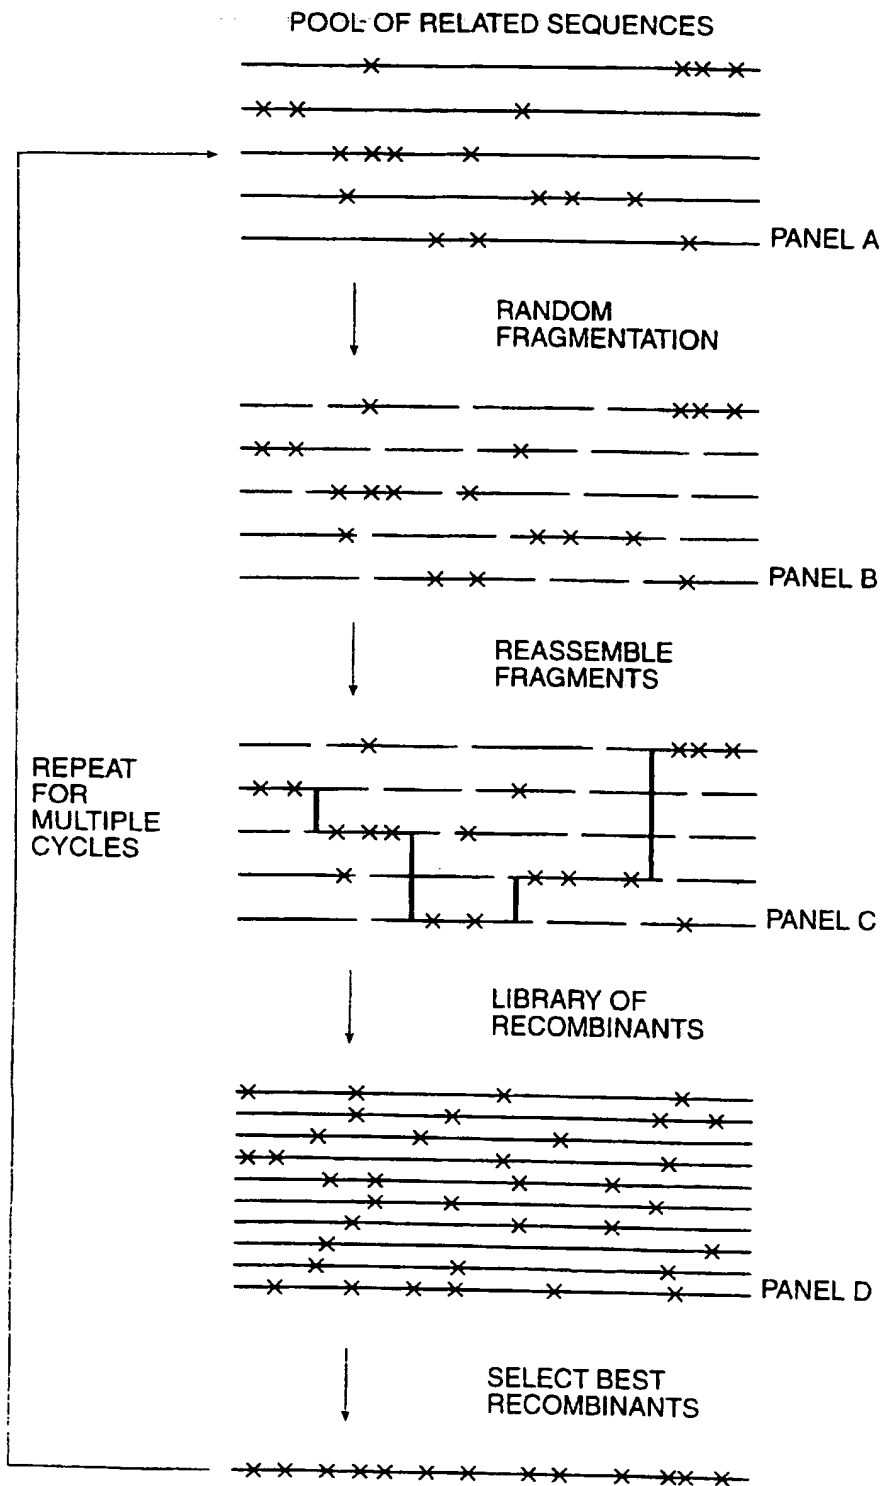 POOL OF RELATED SEQUENCES
PANEL A
RANDOM
FRAGMENTATION
PANEL B
REASSEMBLE
FRAGMENTS
REPEAT
FOR
MULTIPLE
CYCLES
PANEL C
LIBRARY OF
RECOMBINANTS
PANEL D
SELECT BEST
RECOMBINANTS